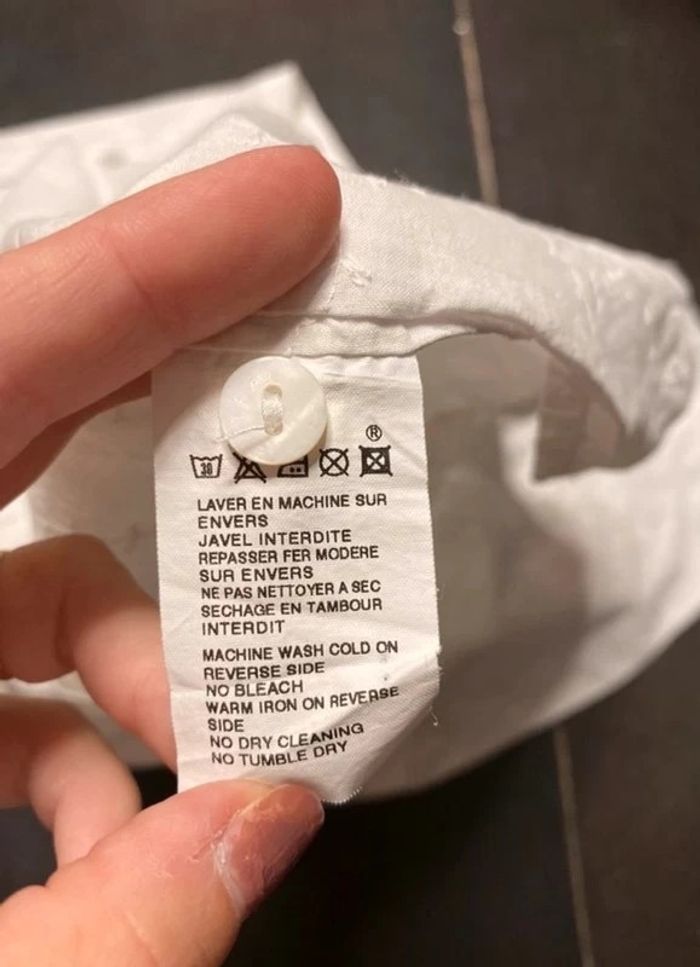 ®
30
LAVER EN MACHINE SUR
ENVERS
JAVEL INTERDITE
REPASSER FER MODERE
SUR ENVERS
NE PAS NETTOYER A SEC
SECHAGE EN TAMBOUR
INTERDIT
MACHINE WASH COLD ON
REVERSE SIDE
NO BLEACH
WARM IRON ON REVERSE
SIDE
NO DRY CLEANING
NO TUMBLE DRY